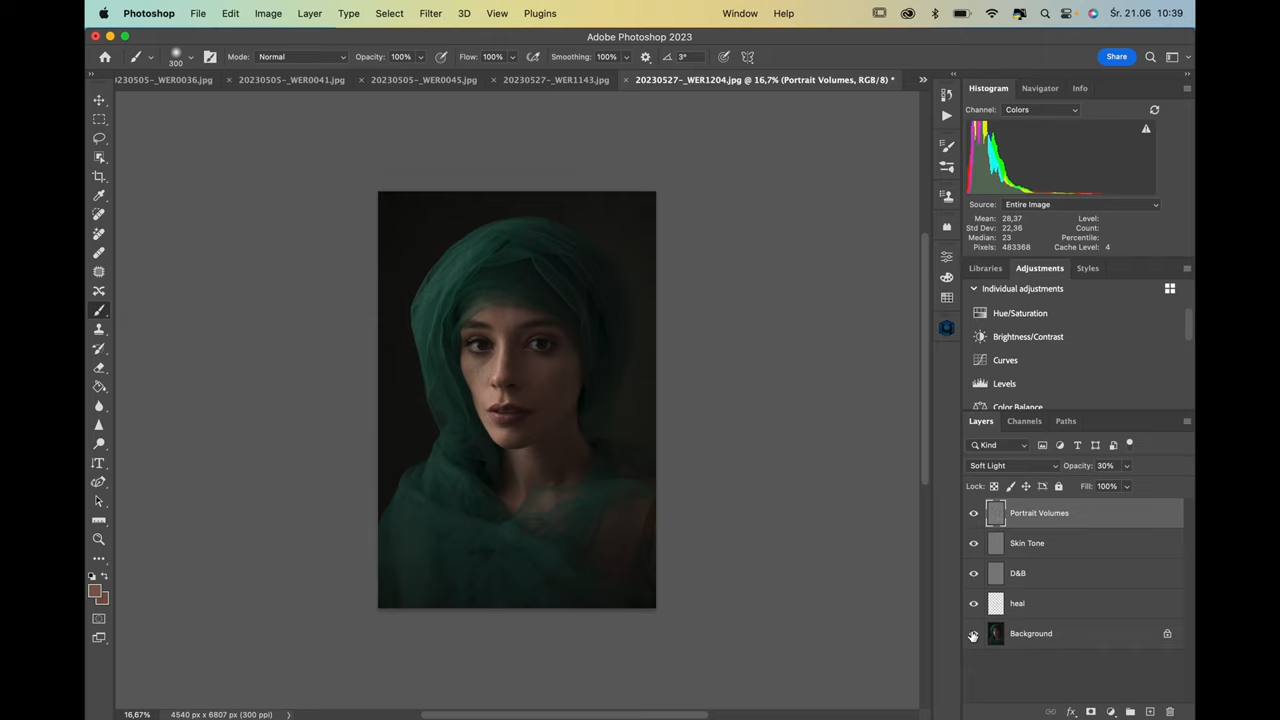 Photoshop File Edit Image Layer Type Select Filter 3D View Plugins Window Help Śr. 21.06 10:39
Adobe Photoshop 2023
300 Mode: Normal Opacity: 100% Flow: 100% Smoothing: 100% 3° Share
20230505-_WER0036.jpg × 20230505-_WER0041.jpg × 20230505-_WER0045.jpg × 20230527-_WER1143.jpg × 20230527-_WER1204.jpg @ 16,7% (Portrait Volumes, RGB/8) *
Histogram Navigator Info
Channel: Colors
Source: Entire Image
Mean: 28,37 Level:
Std Dev: 22,36 Count:
Median: 23 Percentile:
Pixels: 483368 Cache Level: 4
Libraries Adjustments Styles
Individual adjustments
Hue/Saturation
Brightness/Contrast
Curves
Levels
Color Balance
Layers Channels Paths
Kind
Soft Light Opacity: 30%
Lock: Fill: 100%
Portrait Volumes
Skin Tone
D&B
heal
Background
16,67% 4540 px x 6807 px (300 ppi)